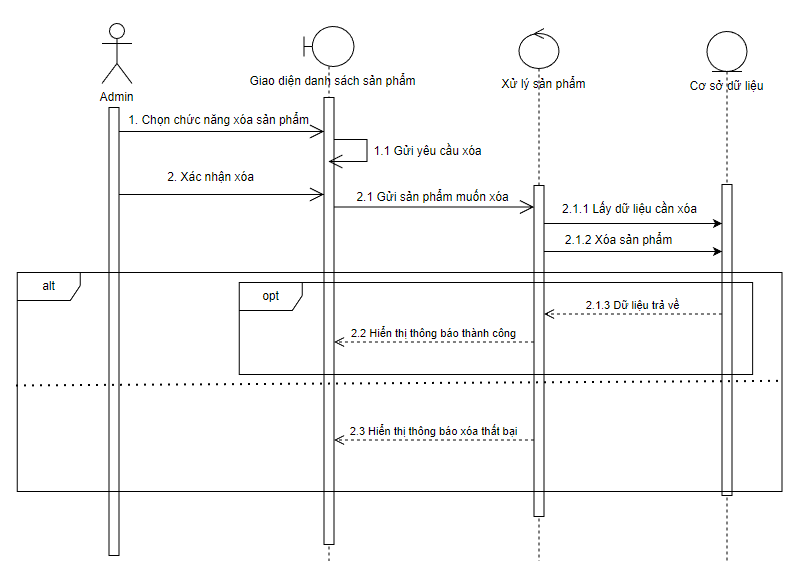 Admin
Giao diện danh sách sản phẩm
Xử lý sản phẩm
Cơ sở dữ liệu
1. Chọn chức năng xóa sản phẩm
1.1 Gửi yêu cầu xóa
2. Xác nhận xóa
2.1 Gửi sản phẩm muốn xóa
2.1.1 Lấy dữ liệu cần xóa
2.1.2 Xóa sản phẩm
alt
opt
2.1.3 Dữ liệu trả về
2.2 Hiển thị thông báo thành công
2.3 Hiển thị thông báo xóa thất bại